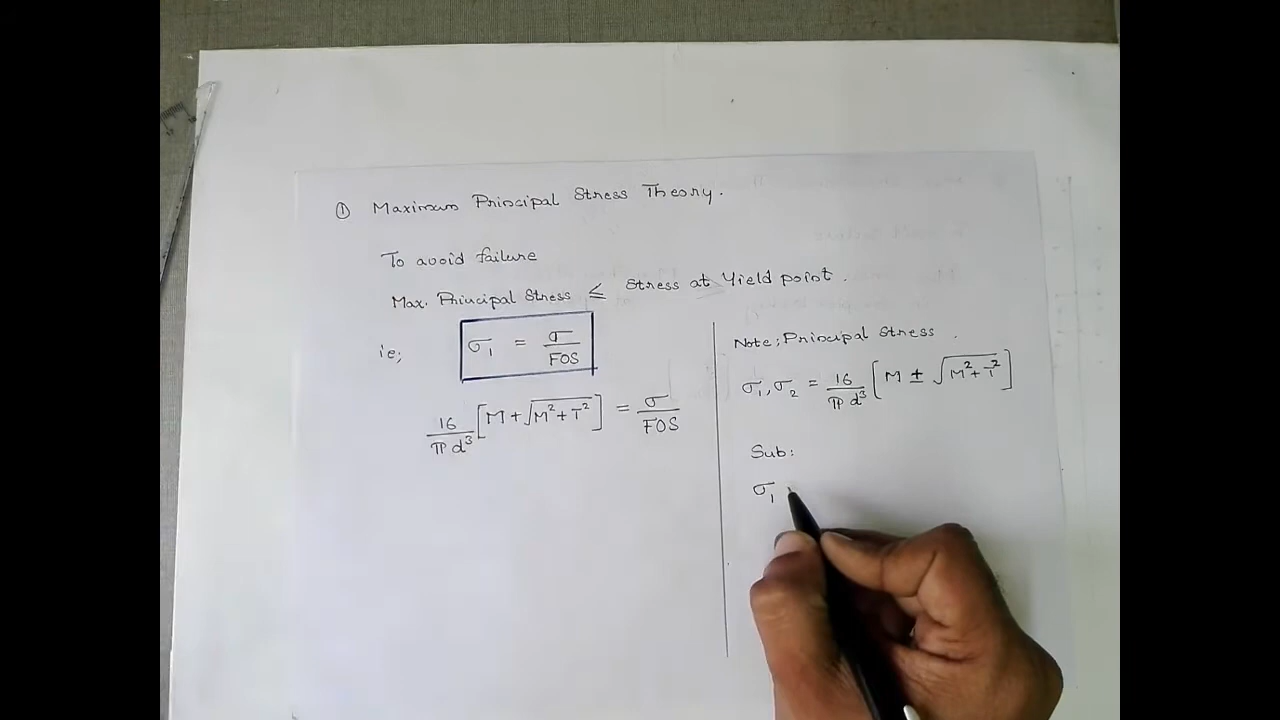 ① Maximum Principal Stress Theory.
To avoid failure
Max. Principal Stress ≤ Stress at Yield point.
ie; σ₁ = σ/FOS
16/πd³ [M + √(M² + T²)] = σ/FOS
Note; Principal Stress.
σ₁, σ₂ = 16/πd³ [M ± √(M² + T²)]
Sub:
σ₁